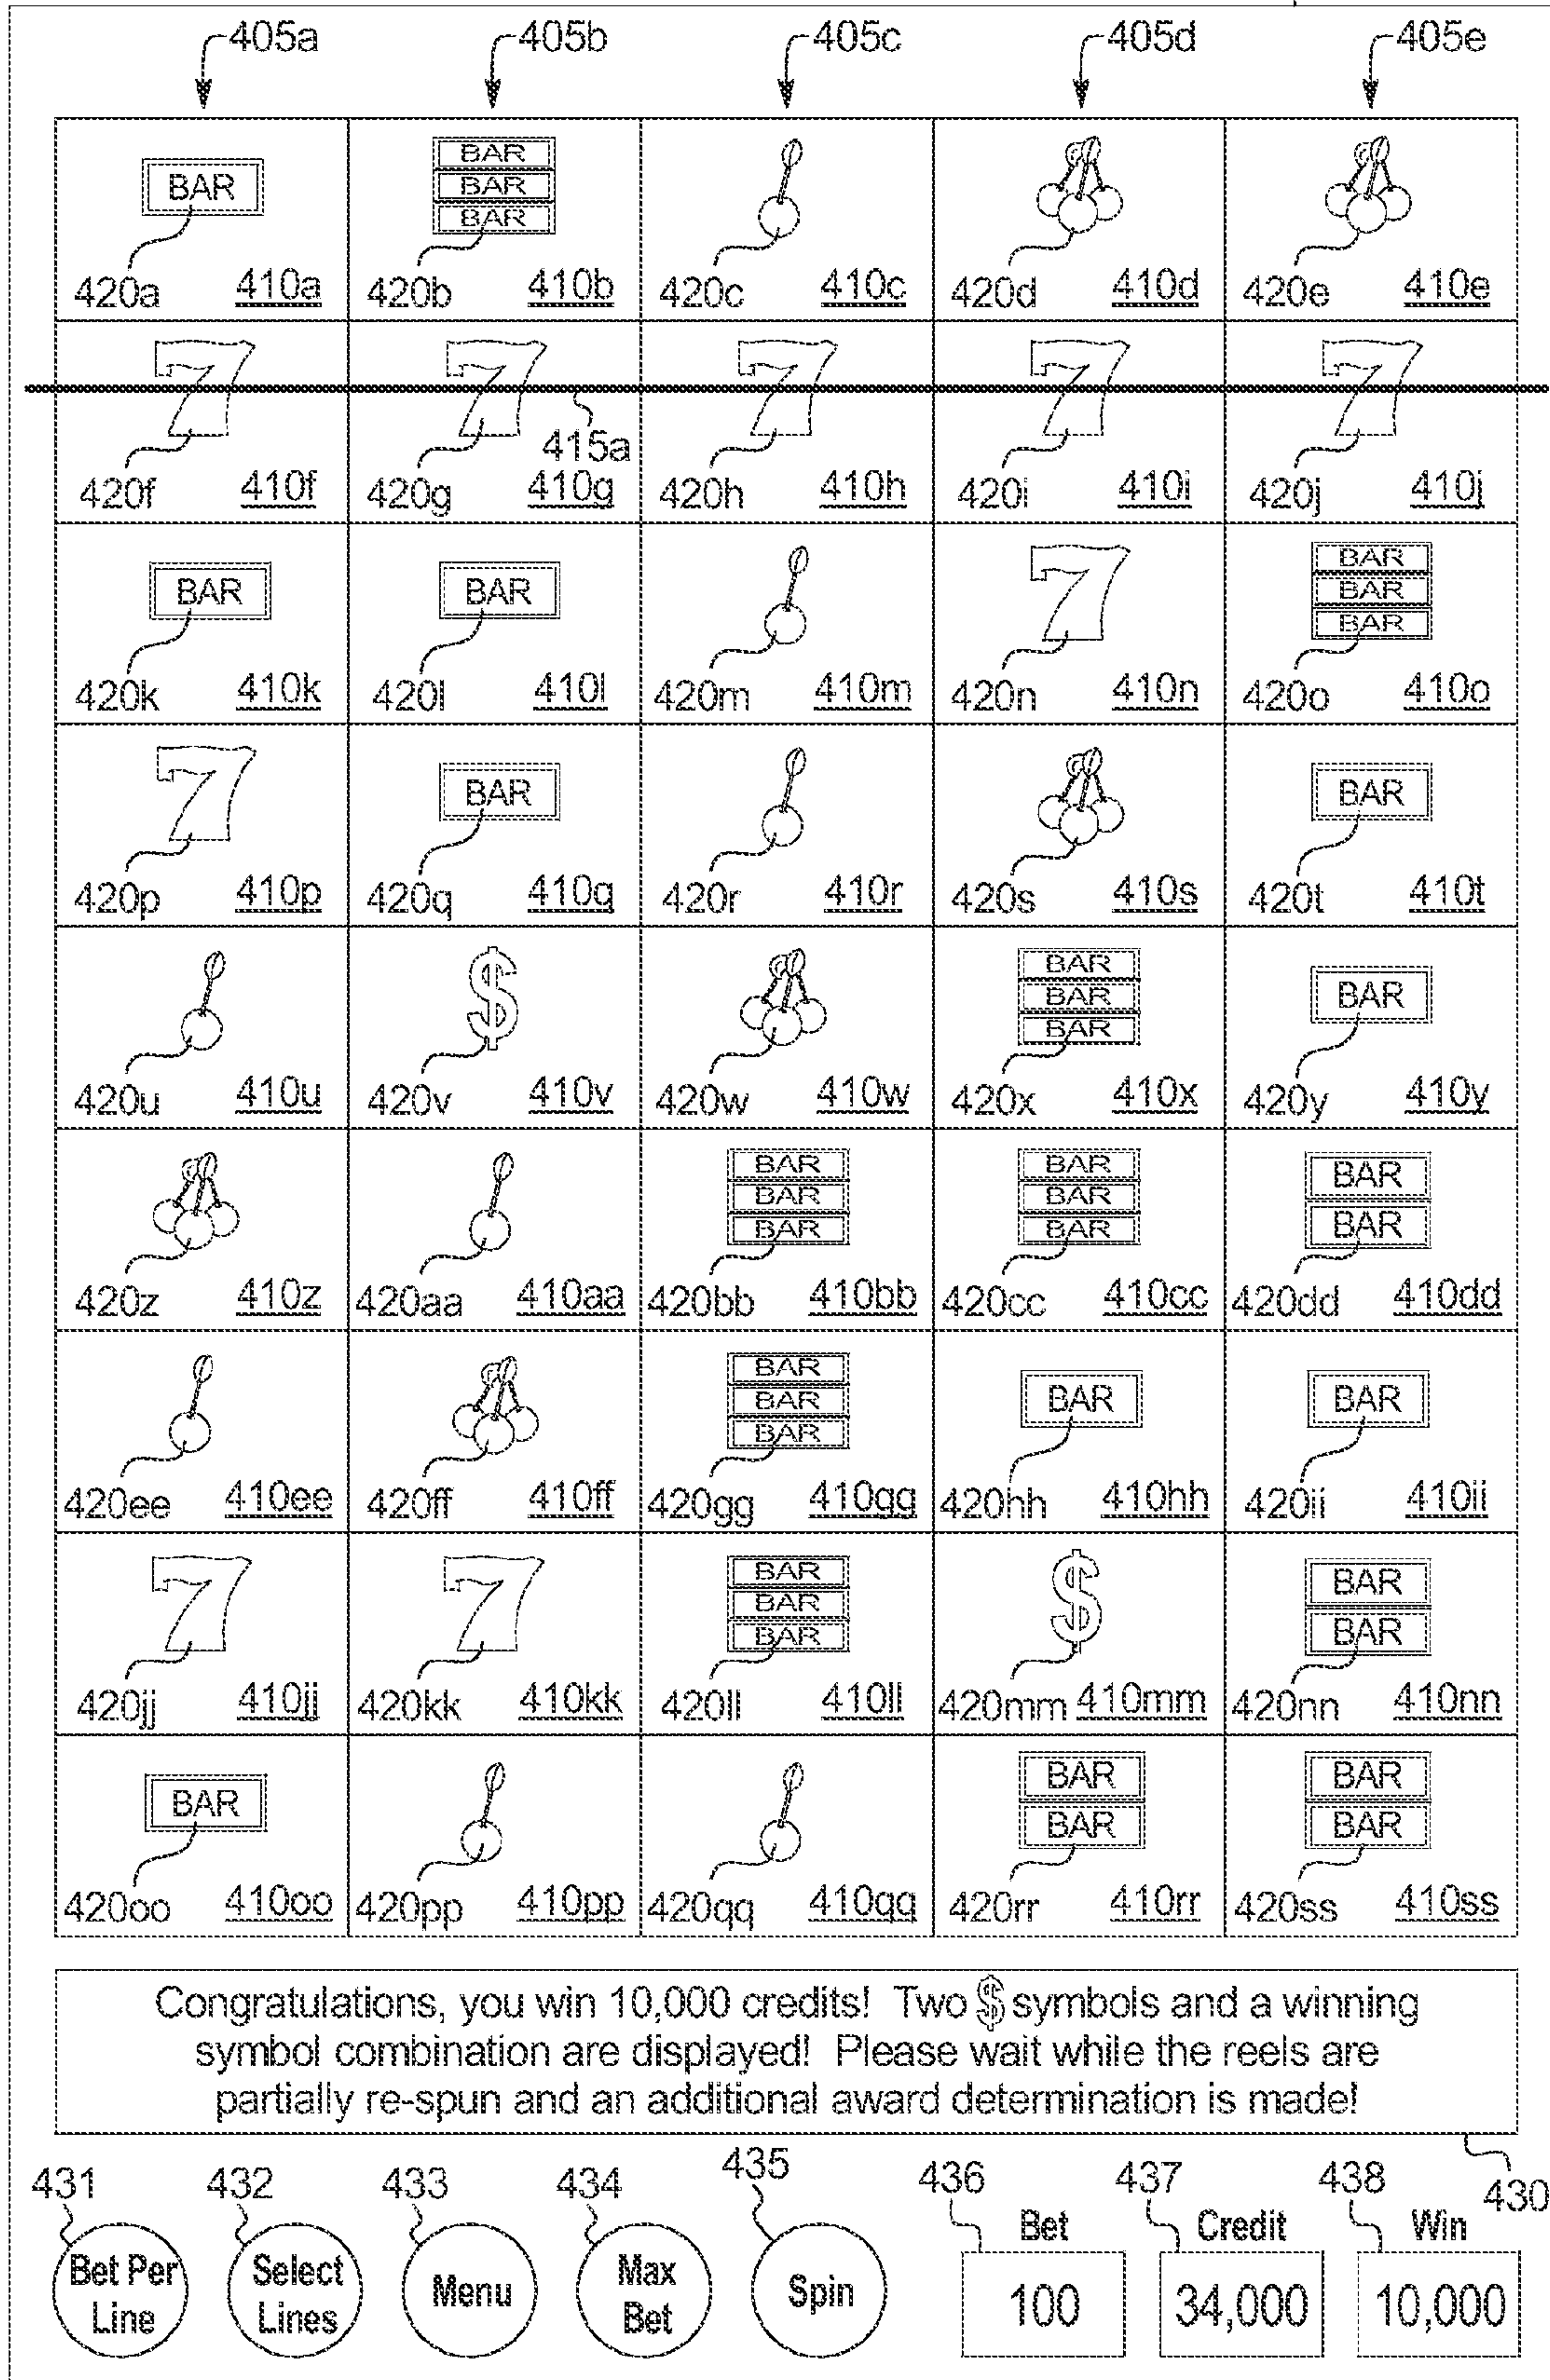 405a 405b 405c 405d 405e
BAR BAR
BAR
BAR
420a 410a 420b 410b 420c 410c 420d 410d 420e 410e
7 7 7 7 7
415a
420f 410f 420g 410g 420h 410h 420i 410i 420j 410j
BAR BAR 7 BAR
BAR
BAR
420k 410k 420l 410l 420m 410m 420n 410n 420o 410o
7 BAR BAR
420p 410p 420q 410q 420r 410r 420s 410s 420t 410t
$ BAR BAR
BAR
BAR
420u 410u 420v 410v 420w 410w 420x 410x 420y 410y
BAR BAR BAR
BAR BAR BAR
BAR BAR
420z 410z 420aa 410aa 420bb 410bb 420cc 410cc 420dd 410dd
BAR BAR BAR
BAR
BAR
420ee 410ee 420ff 410ff 420gg 410gg 420hh 410hh 420ii 410ii
7 7 BAR $ BAR
BAR BAR
BAR
420jj 410jj 420kk 410kk 420ll 410ll 420mm 410mm 420nn 410nn
BAR BAR BAR
BAR BAR
420oo 410oo 420pp 410pp 420qq 410qq 420rr 410rr 420ss 410ss
Congratulations, you win 10,000 credits! Two $ symbols and a winning
symbol combination are displayed! Please wait while the reels are
partially re-spun and an additional award determination is made!
430
431 432 433 434 435 436 437 438
Bet Credit Win
Bet Per Line
Select Lines
Menu
Max Bet
Spin
100 34,000 10,000